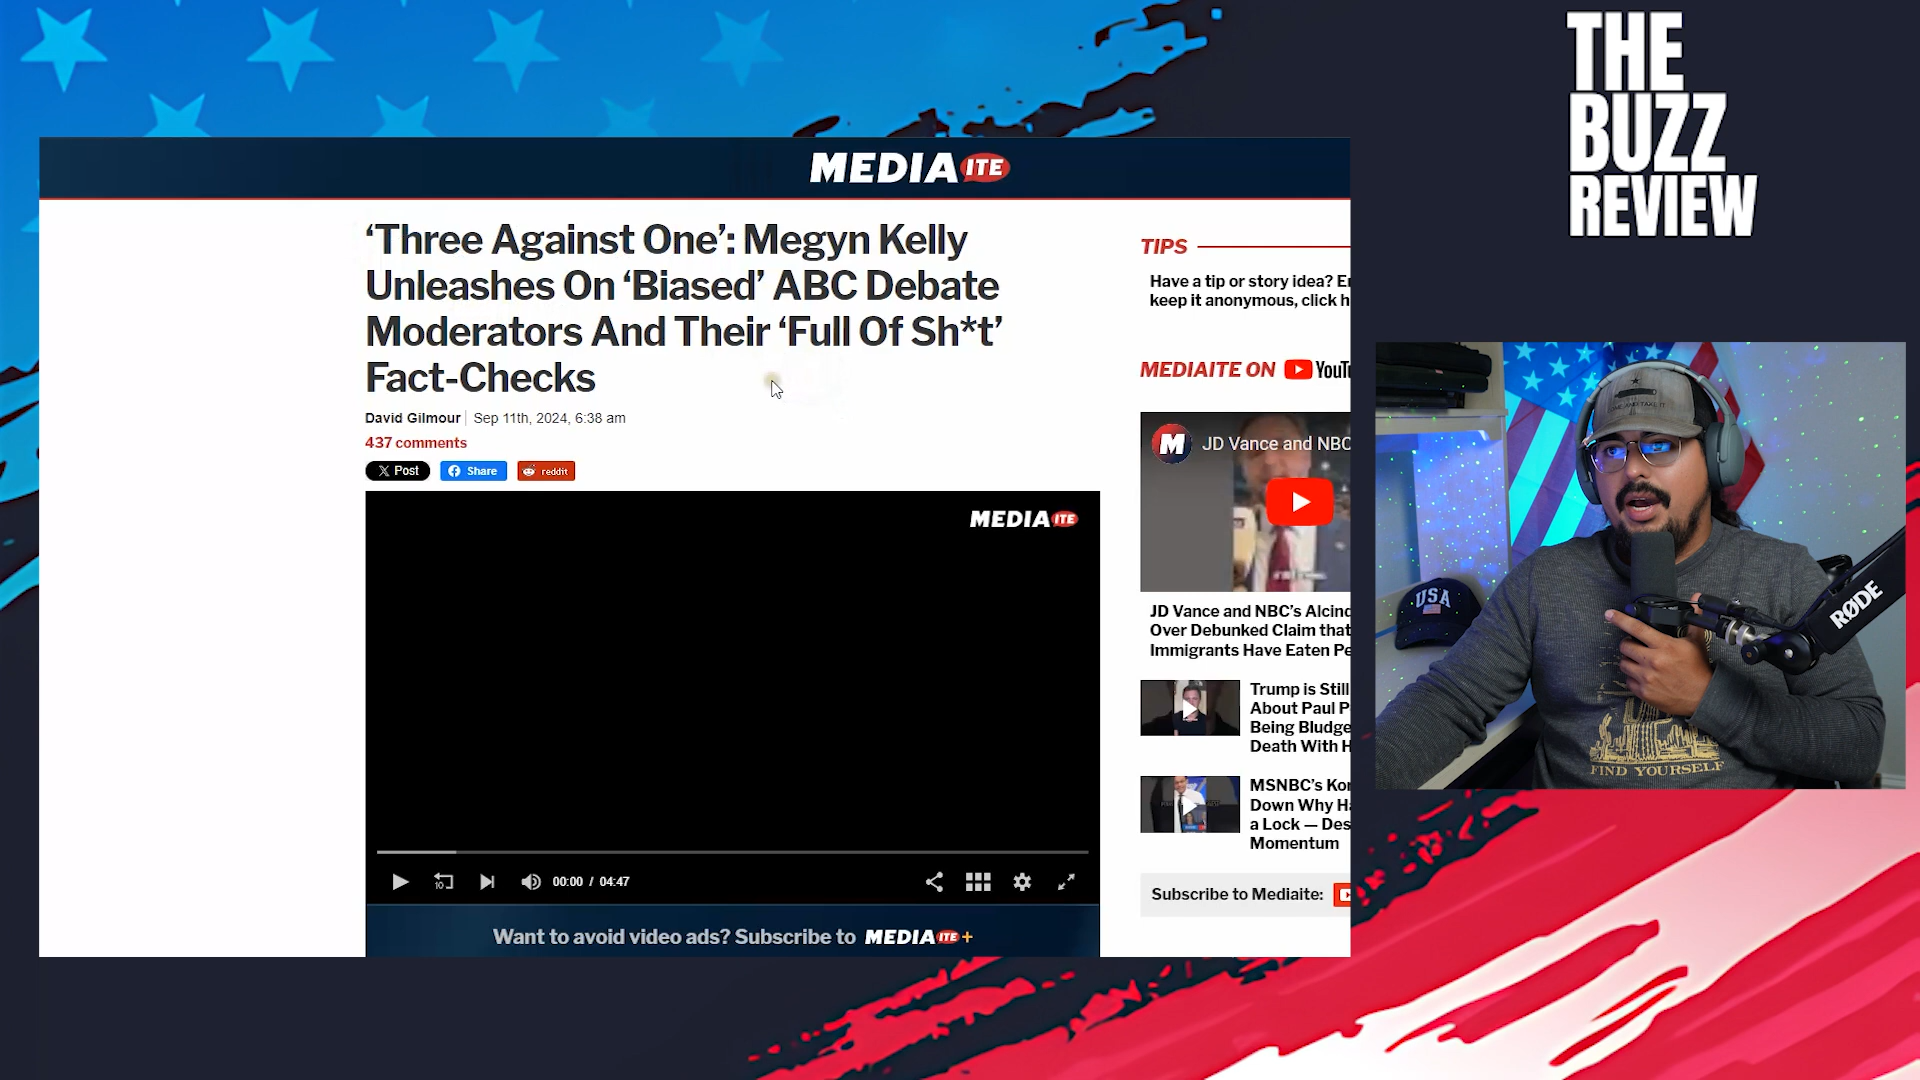 THE
BUZZ
REVIEW
MEDIAITE
‘Three Against One’: Megyn Kelly
Unleashes On ‘Biased’ ABC Debate
Moderators And Their ‘Full Of Sh*t’
Fact-Checks
David Gilmour | Sep 11th, 2024, 6:38 am
437 comments
X Post
Share
reddit
MEDIAITE
00:00 / 04:47
Want to avoid video ads? Subscribe to MEDIAITE+
TIPS
Have a tip or story idea?
keep it anonymous, click
MEDIAITE ON
M JD Vance and NBC
JD Vance and NBC’s
Over Debunked Claim that
Immigrants Have Eaten
Trump is Still
About Paul
Being
Death With
MSNBC’s
Down Why
a Lock —
Momentum
Subscribe to Mediaite:
COME AND TAKE IT
USA
RØDE
FIND YOURSELF